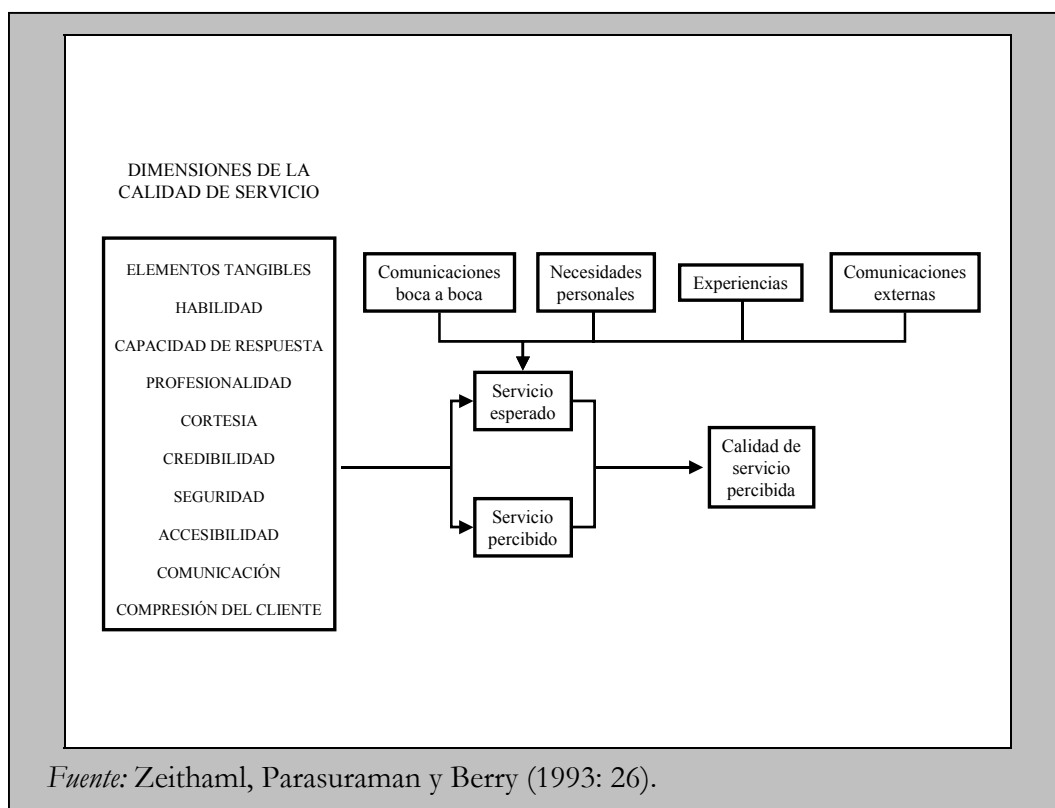 DIMENSIONES DE LA
CALIDAD DE SERVICIO
ELEMENTOS TANGIBLES
HABILIDAD
CAPACIDAD DE RESPUESTA
PROFESIONALIDAD
CORTESIA
CREDIBILIDAD
SEGURIDAD
ACCESIBILIDAD
COMUNICACIÓN
COMPRESIÓN DEL CLIENTE
Comunicaciones
boca a boca
Necesidades
personales
Experiencias
Comunicaciones
externas
Servicio
esperado
Servicio
percibido
Calidad de
servicio
percibida
Fuente: Zeithaml, Parasuraman y Berry (1993: 26).